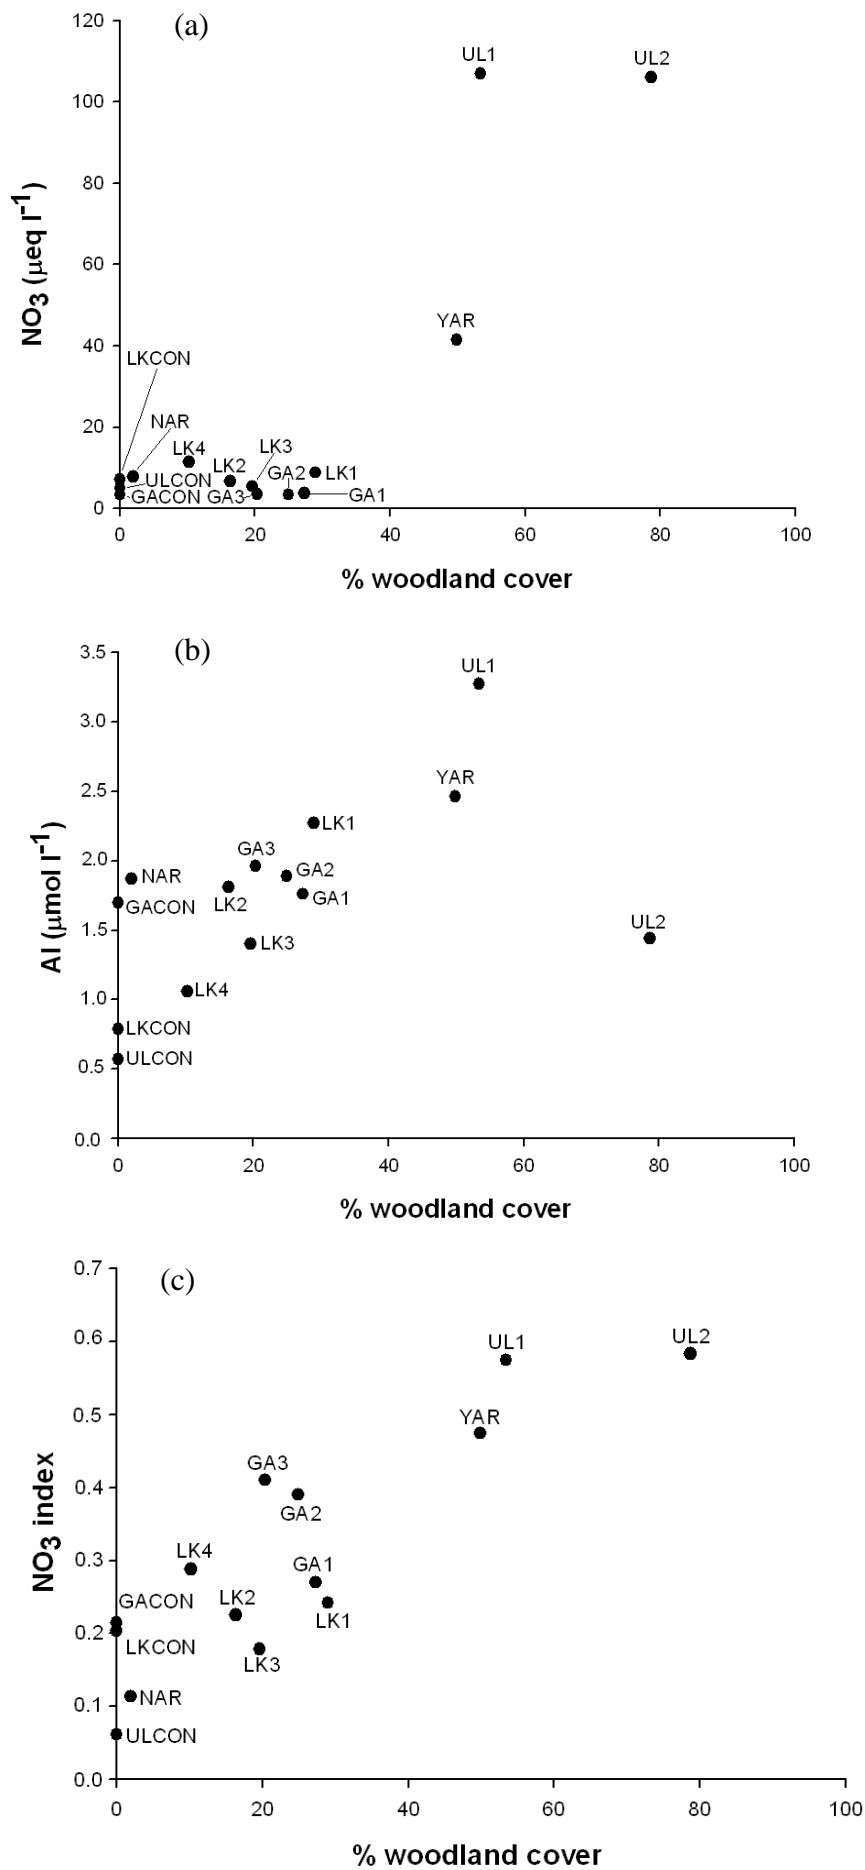 (a)
120
UL1
UL2
100
80
NO3 (µeq l-1)
60
YAR
40
LKCON
NAR
20
LK4
LK3
LK2
GA2
LK1
ULCON
GACON
GA3
GA1
0
0 20 40 60 80 100
% woodland cover
(b)
3.5
UL1
3.0
YAR
2.5
LK1
GA3
2.0
NAR
GA2
GA1
LK2
GACON
Al (µmol l-1)
UL2
1.5
LK3
LK4
1.0
LKCON
ULCON
0.5
0.0
0 20 40 60 80 100
% woodland cover
(c)
0.7
0.6
UL1
UL2
0.5
YAR
GA3
0.4
GA2
NO3 index
LK4
0.3
GA1
GACON
LK2
LK1
0.2
LKCON
LK3
NAR
0.1
ULCON
0.0
0 20 40 60 80 100
% woodland cover